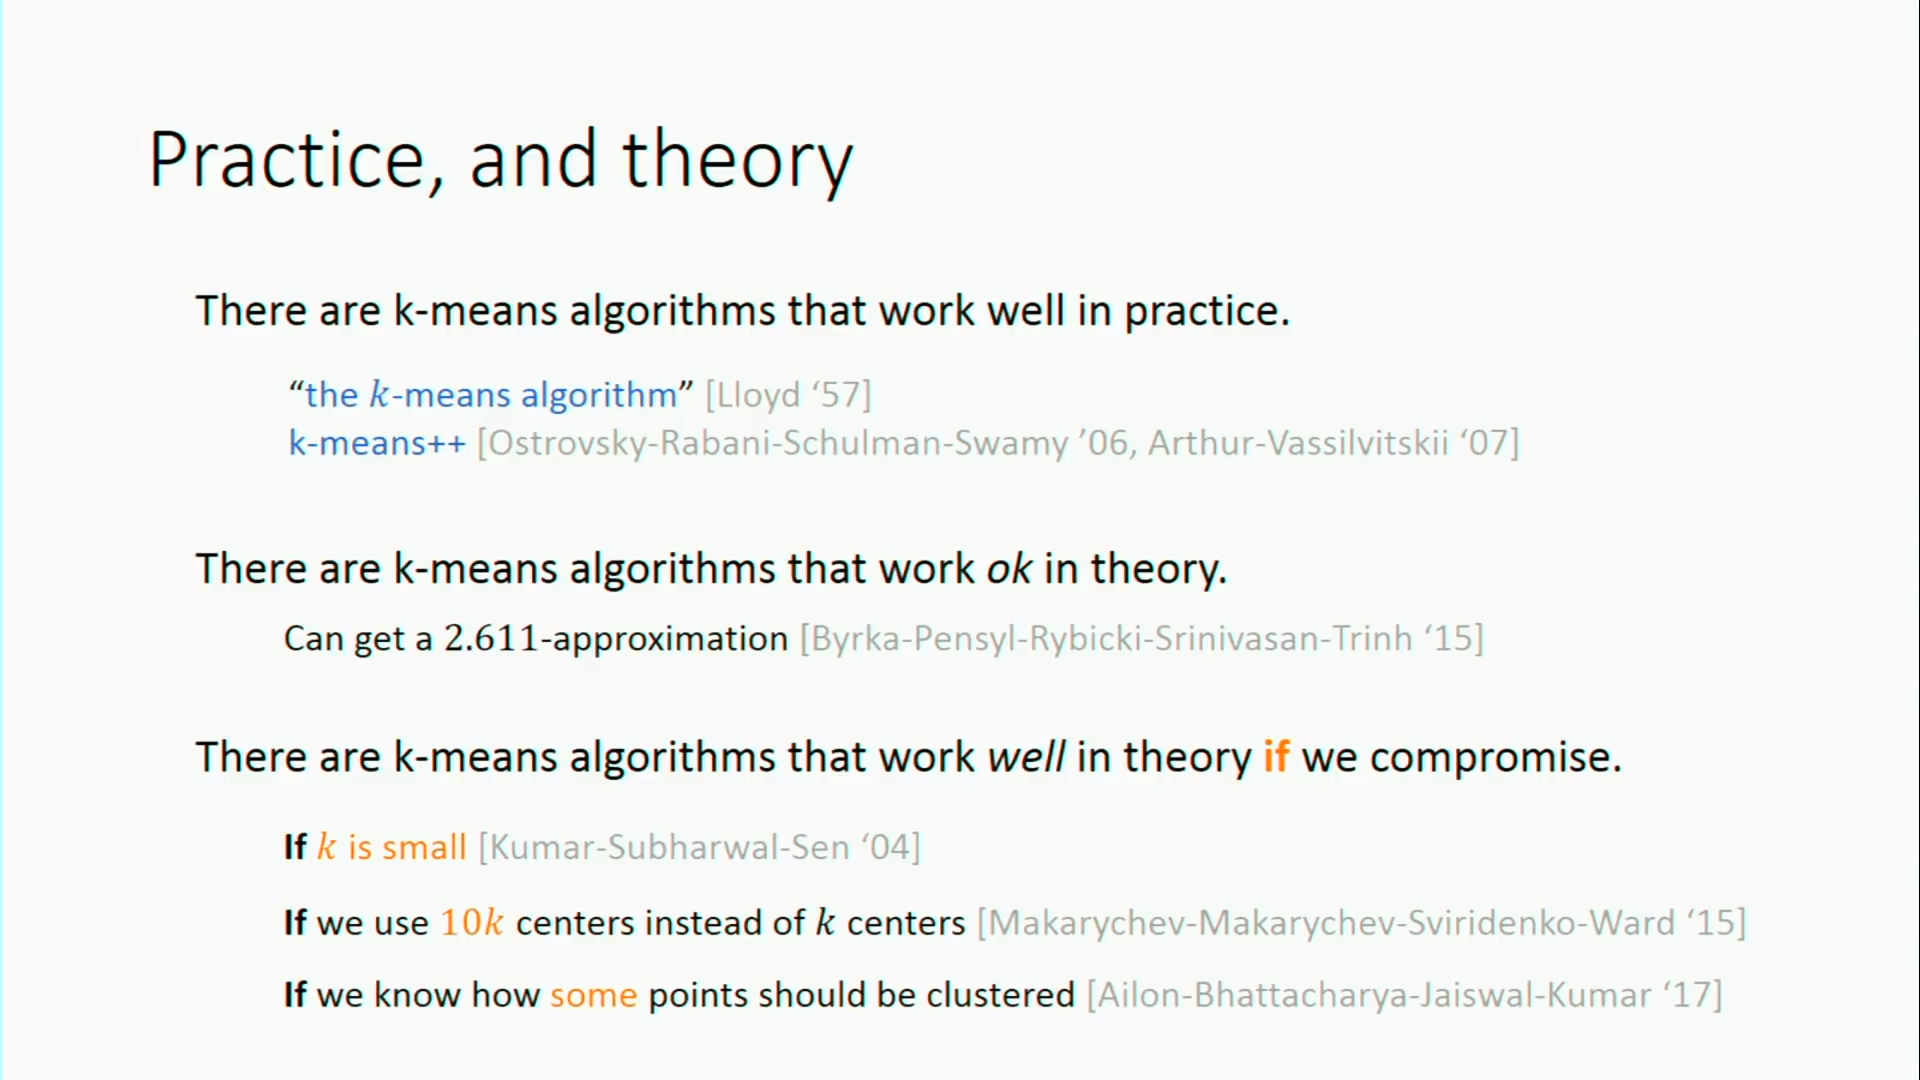 Practice, and theory
There are k-means algorithms that work well in practice.
“the k-means algorithm” [Lloyd ‘57]
k-means++ [Ostrovsky-Rabani-Schulman-Swamy ’06, Arthur-Vassilvitskii ‘07]
There are k-means algorithms that work ok in theory.
Can get a 2.611-approximation [Byrka-Pensyl-Rybicki-Srinivasan-Trinh ‘15]
There are k-means algorithms that work well in theory if we compromise.
If k is small [Kumar-Subharwal-Sen ‘04]
If we use 10k centers instead of k centers [Makarychev-Makarychev-Sviridenko-Ward ‘15]
If we know how some points should be clustered [Ailon-Bhattacharya-Jaiswal-Kumar ‘17]